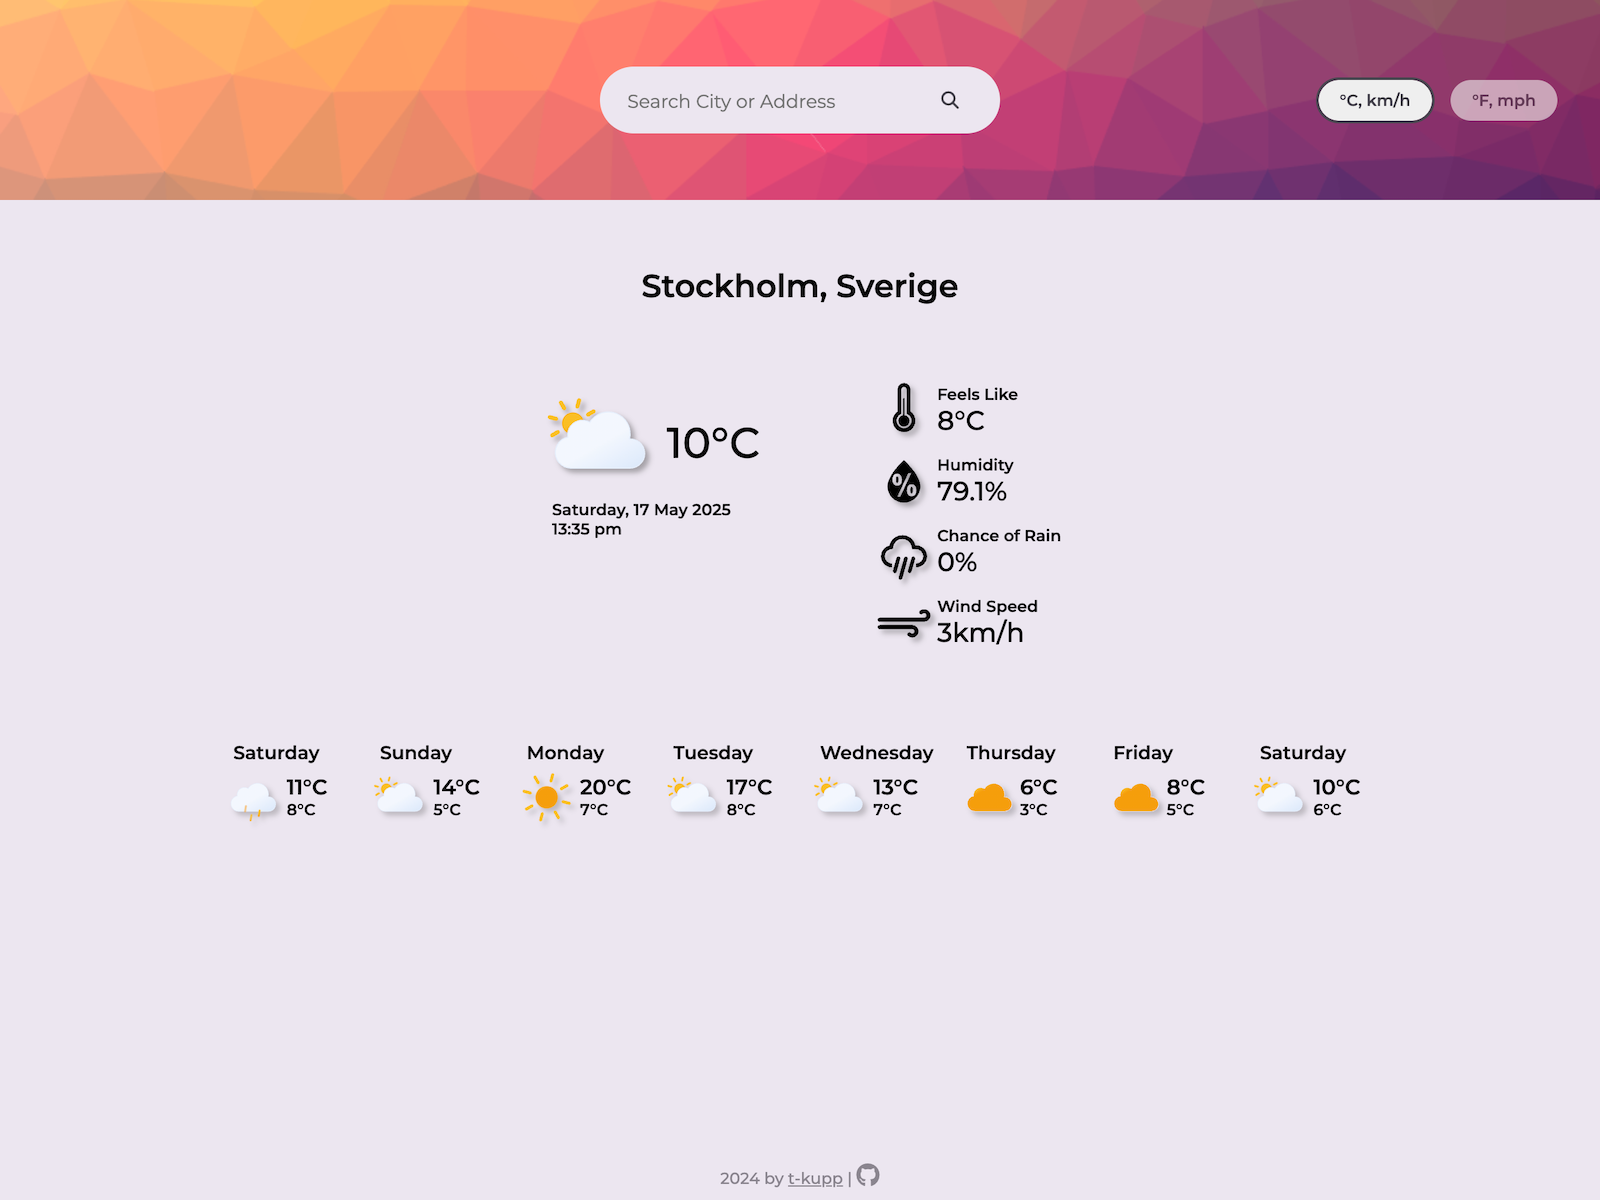 Search City or Address
°C, km/h
°F, mph
Stockholm, Sverige
10°C
Saturday, 17 May 2025
13:35 pm
Feels Like
8°C
%
Humidity
79.1%
Chance of Rain
0%
Wind Speed
3km/h
Saturday
11°C
8°C
Sunday
14°C
5°C
Monday
20°C
7°C
Tuesday
17°C
8°C
Wednesday
13°C
7°C
Thursday
6°C
3°C
Friday
8°C
5°C
Saturday
10°C
6°C
2024 by t-kupp |